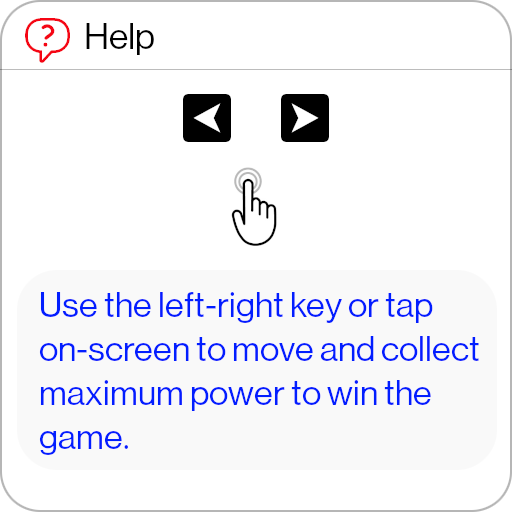 Help
Use the left-right key or tap
on-screen to move and collect
maximum power to win the
game.